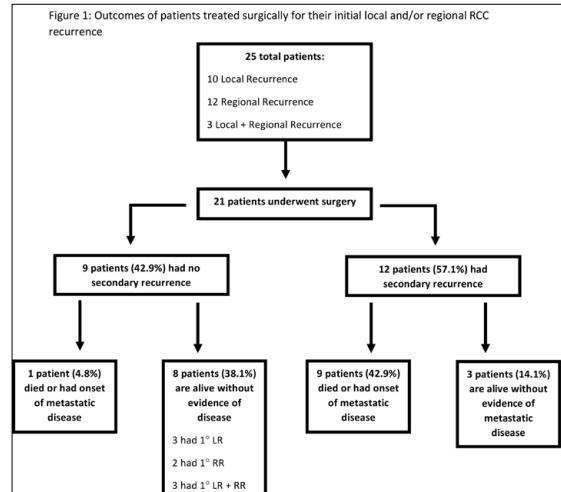 Figure 1: Outcomes of patients treated surgically for their initial local and/or regional RCC
recurrence
25 total patients:
10 Local Recurrence
12 Regional Recurrence
3 Local + Regional Recurrence
21 patients underwent surgery
9 patients (42.9%) had no
secondary recurrence
12 patients (57.1%) had
secondary recurrence
1 patient (4.8%)
died or had onset
of metastatic
disease
8 patients (38.1%)
are alive without
evidence of
disease
3 had 1° LR
2 had 1° RR
3 had 1° LR + RR
9 patients (42.9%)
died or had onset
of metastatic
disease
3 patients (14.1%)
are alive without
evidence of
metastatic
disease